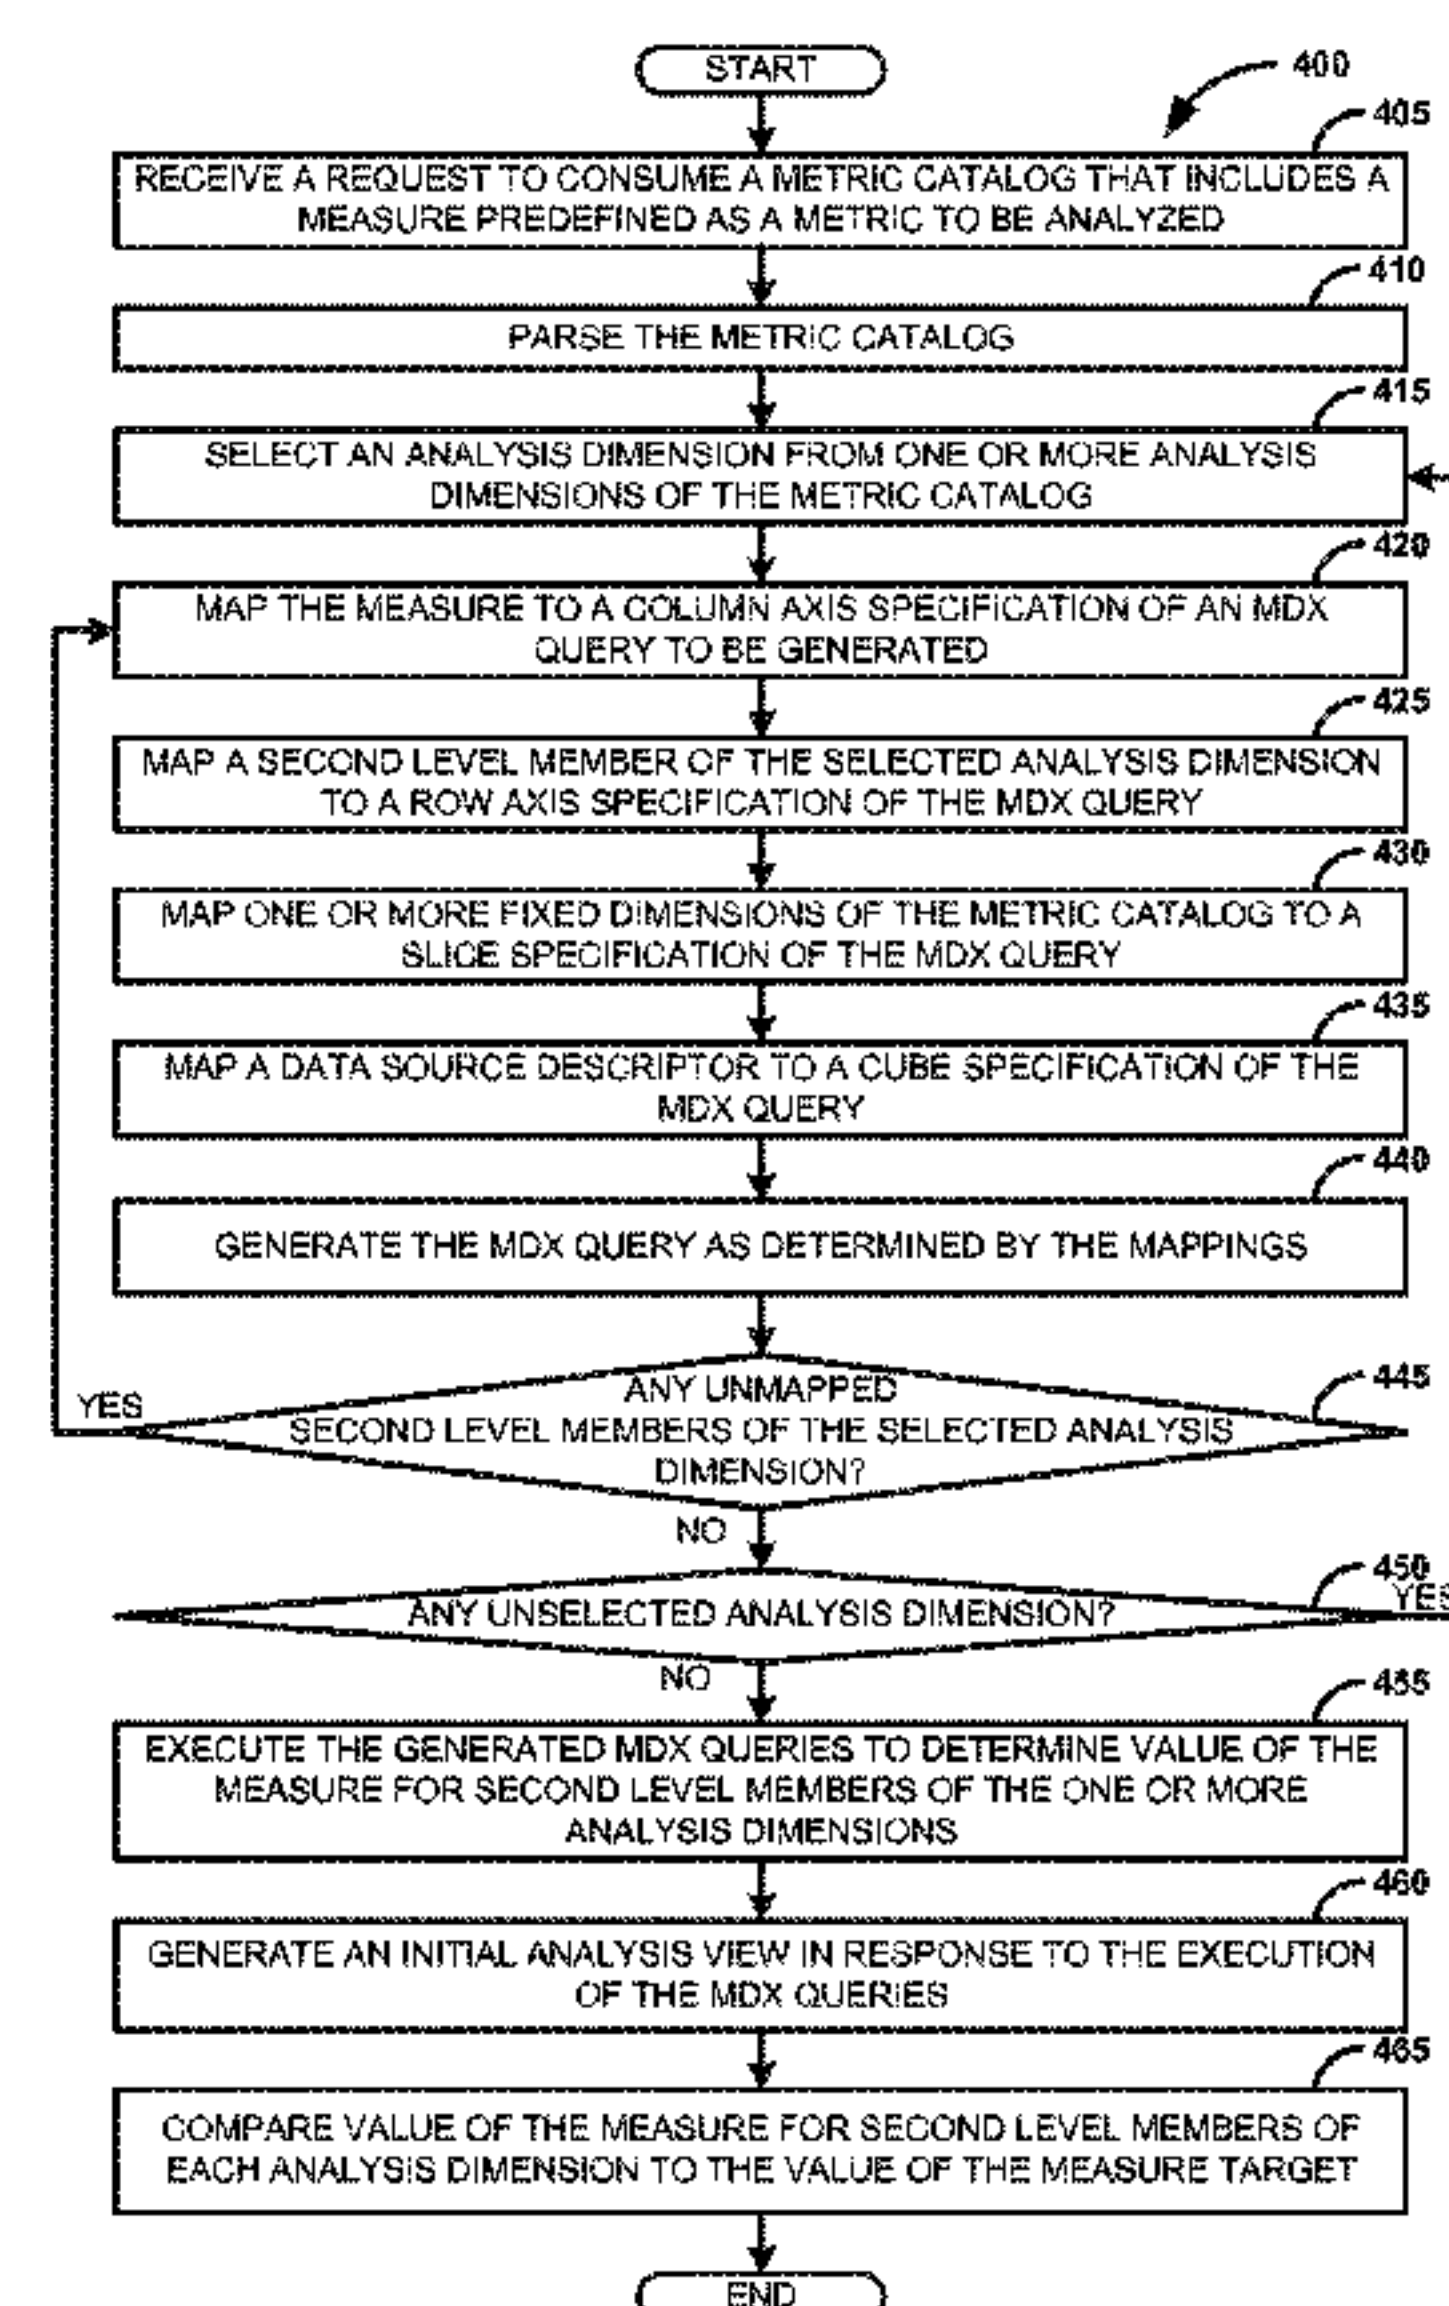 START
400
405
RECEIVE A REQUEST TO CONSUME A METRIC CATALOG THAT INCLUDES A
MEASURE PREDEFINED AS A METRIC TO BE ANALYZED
410
PARSE THE METRIC CATALOG
415
SELECT AN ANALYSIS DIMENSION FROM ONE OR MORE ANALYSIS
DIMENSIONS OF THE METRIC CATALOG
420
MAP THE MEASURE TO A COLUMN AXIS SPECIFICATION OF AN MDX
QUERY TO BE GENERATED
425
MAP A SECOND LEVEL MEMBER OF THE SELECTED ANALYSIS DIMENSION
TO A ROW AXIS SPECIFICATION OF THE MDX QUERY
430
MAP ONE OR MORE FIXED DIMENSIONS OF THE METRIC CATALOG TO A
SLICE SPECIFICATION OF THE MDX QUERY
435
MAP A DATA SOURCE DESCRIPTOR TO A CUBE SPECIFICATION OF THE
MDX QUERY
440
GENERATE THE MDX QUERY AS DETERMINED BY THE MAPPINGS
445
YES
ANY UNMAPPED
SECOND LEVEL MEMBERS OF THE SELECTED ANALYSIS
DIMENSION?
NO
450
YES
ANY UNSELECTED ANALYSIS DIMENSION?
NO
455
EXECUTE THE GENERATED MDX QUERIES TO DETERMINE VALUE OF THE
MEASURE FOR SECOND LEVEL MEMBERS OF THE ONE OR MORE
ANALYSIS DIMENSIONS
460
GENERATE AN INITIAL ANALYSIS VIEW IN RESPONSE TO THE EXECUTION
OF THE MDX QUERIES
465
COMPARE VALUE OF THE MEASURE FOR SECOND LEVEL MEMBERS OF
EACH ANALYSIS DIMENSION TO THE VALUE OF THE MEASURE TARGET
END